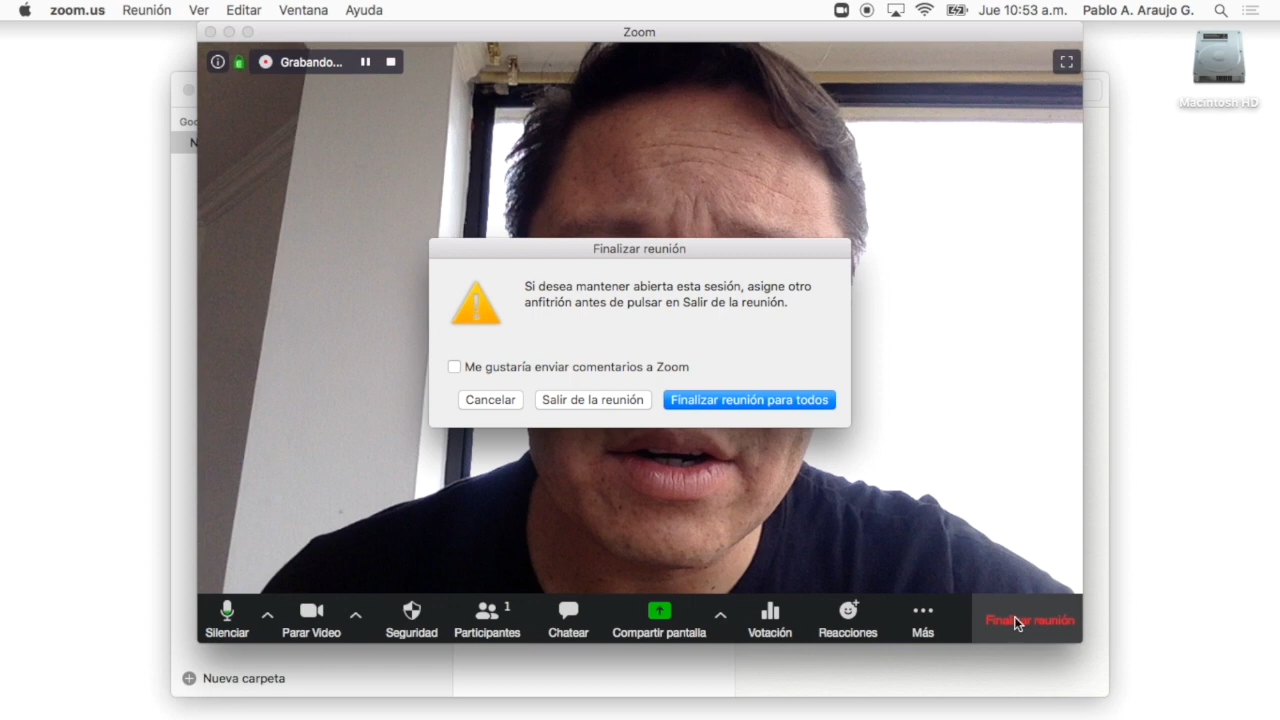 zoom.us Reunión Ver Editar Ventana Ayuda Jue 10:53 a.m. Pablo A. Araujo G.
Zoom
Grabando...
Macintosh HD
Goo
N
Finalizar reunión
Si desea mantener abierta esta sesión, asigne otro
anfitrión antes de pulsar en Salir de la reunión.
Me gustaría enviar comentarios a Zoom
Cancelar Salir de la reunión Finalizar reunión para todos
1
Silenciar Parar Video Seguridad Participantes Chatear Compartir pantalla Votación Reacciones Más Finalizar reunión
Nueva carpeta